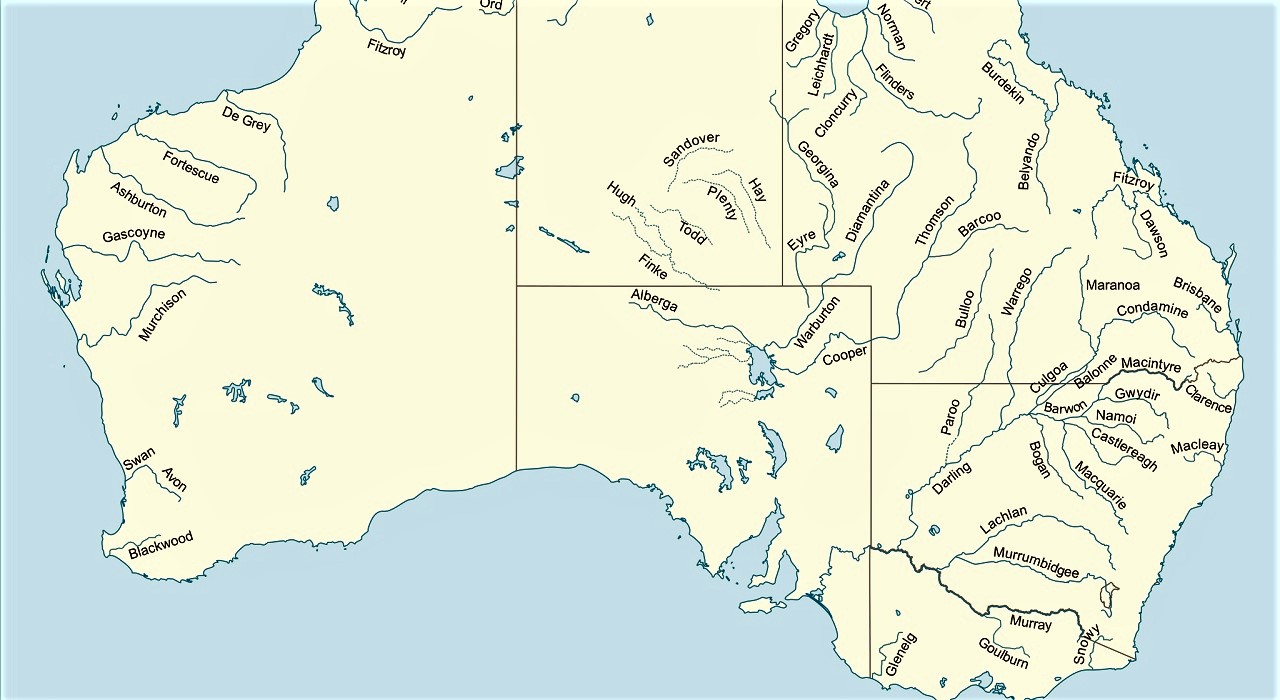 Ord
Fitzroy
Gregory
Leichhardt
Norman
Flinders
Cloncurry
Burdekin
De Grey
Fortescue
Ashburton
Gascoyne
Murchison
Sandover
Hugh
Plenty
Hay
Todd
Finke
Georgina
Eyre
Diamantina
Thomson
Barcoo
Belyando
Fitzroy
Dawson
Alberga
Warburton
Cooper
Bulloo
Warrego
Maranoa
Brisbane
Condamine
Culgoa
Balonne
Macintyre
Clarence
Barwon
Gwydir
Namoi
Castlereagh
Macleay
Paroo
Darling
Bogan
Macquarie
Swan
Avon
Blackwood
Lachlan
Murrumbidgee
Murray
Snowy
Goulburn
Glenelg